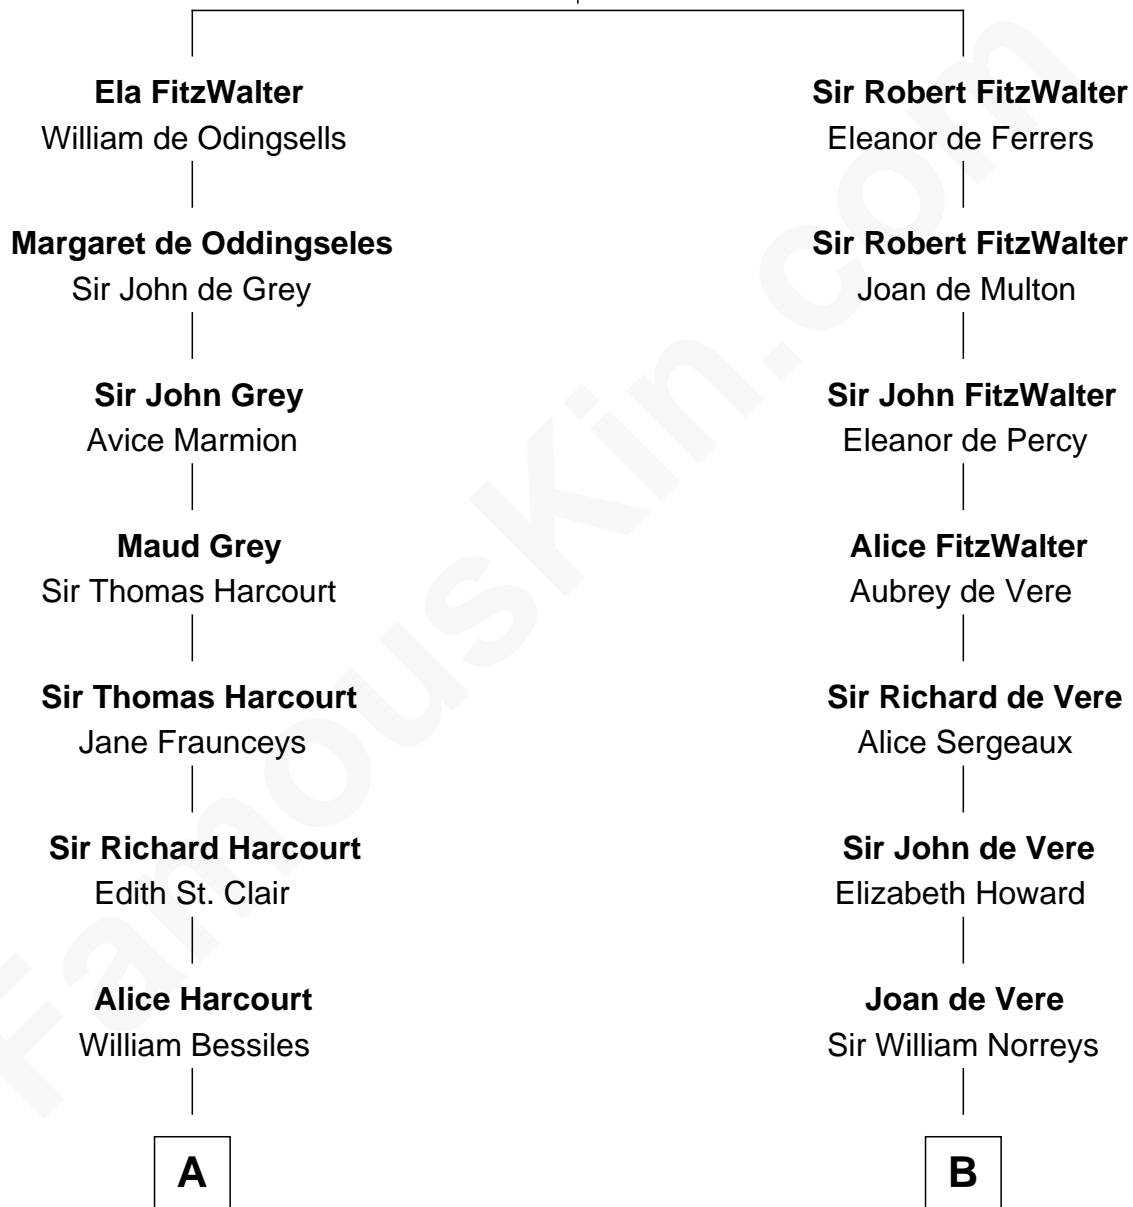 Ela FitzWalter
William de Odingsells
Margaret de Oddingseles
Sir John de Grey
Sir John Grey
Avice Marmion
Maud Grey
Sir Thomas Harcourt
Sir Thomas Harcourt
Jane Fraunceys
Sir Richard Harcourt
Edith St. Clair
Alice Harcourt
William Bessiles
A
Sir Robert FitzWalter
Eleanor de Ferrers
Sir Robert FitzWalter
Joan de Multon
Sir John FitzWalter
Eleanor de Percy
Alice FitzWalter
Aubrey de Vere
Sir Richard de Vere
Alice Sergeaux
Sir John de Vere
Elizabeth Howard
Joan de Vere
Sir William Norreys
B
FamousKin.com